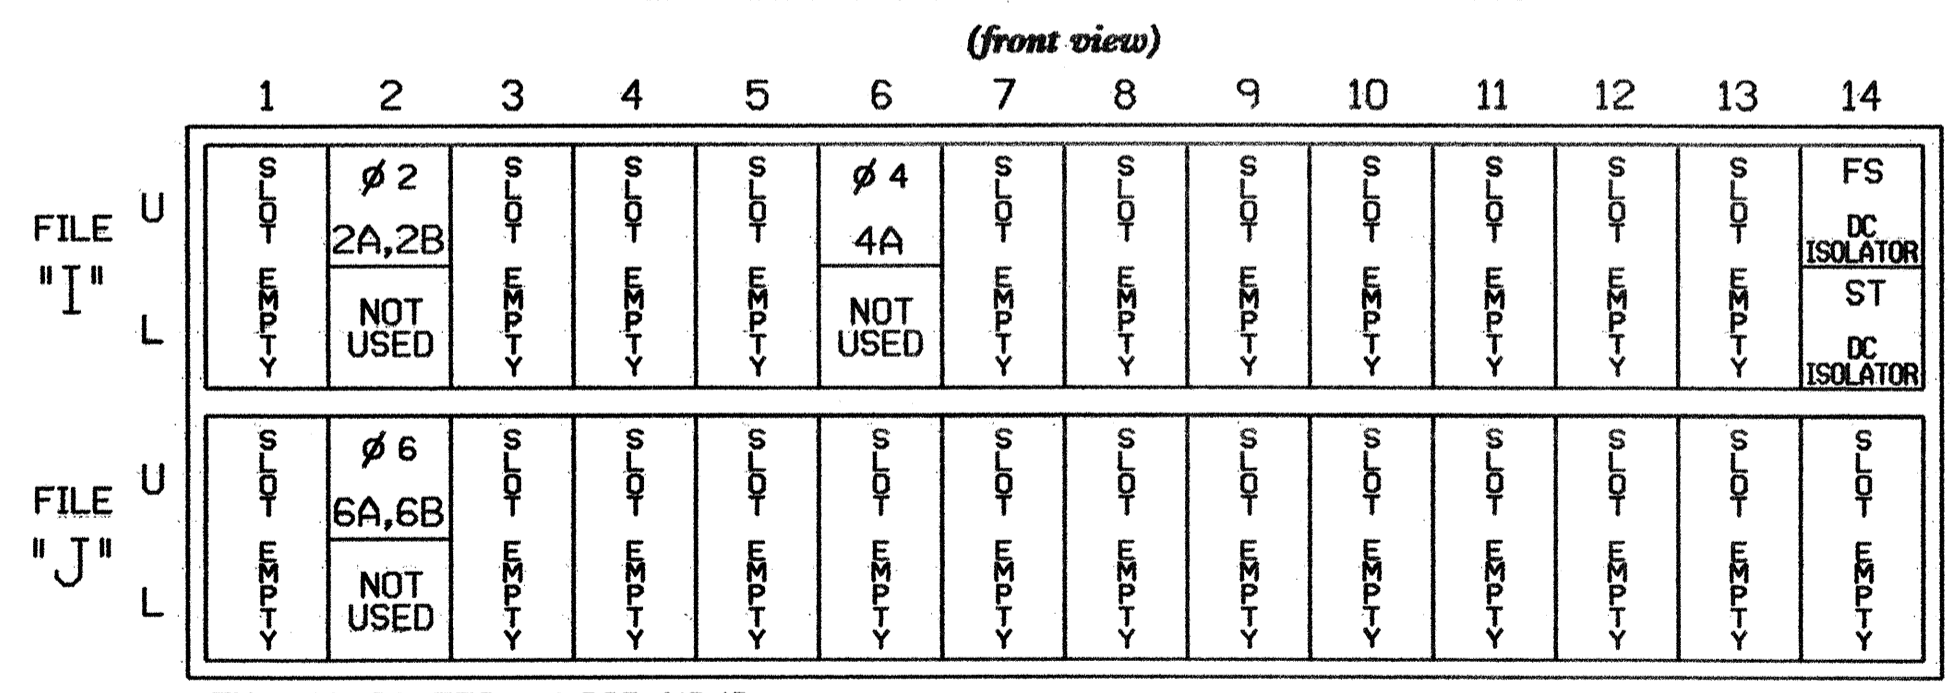 (front view)
1 2 3 4 5 6 7 8 9 10 11 12 13 14
FILE "I"
U
L
SLOT EMPTY
ø 2
2A,2B
NOT USED
SLOT EMPTY
SLOT EMPTY
SLOT EMPTY
ø 4
4A
NOT USED
SLOT EMPTY
SLOT EMPTY
SLOT EMPTY
SLOT EMPTY
SLOT EMPTY
SLOT EMPTY
SLOT EMPTY
FS
DC
ISOLATOR
ST
DC
ISOLATOR
FILE "J"
U
L
SLOT EMPTY
ø 6
6A,6B
NOT USED
SLOT EMPTY
SLOT EMPTY
SLOT EMPTY
SLOT EMPTY
SLOT EMPTY
SLOT EMPTY
SLOT EMPTY
SLOT EMPTY
SLOT EMPTY
SLOT EMPTY
SLOT EMPTY
SLOT EMPTY